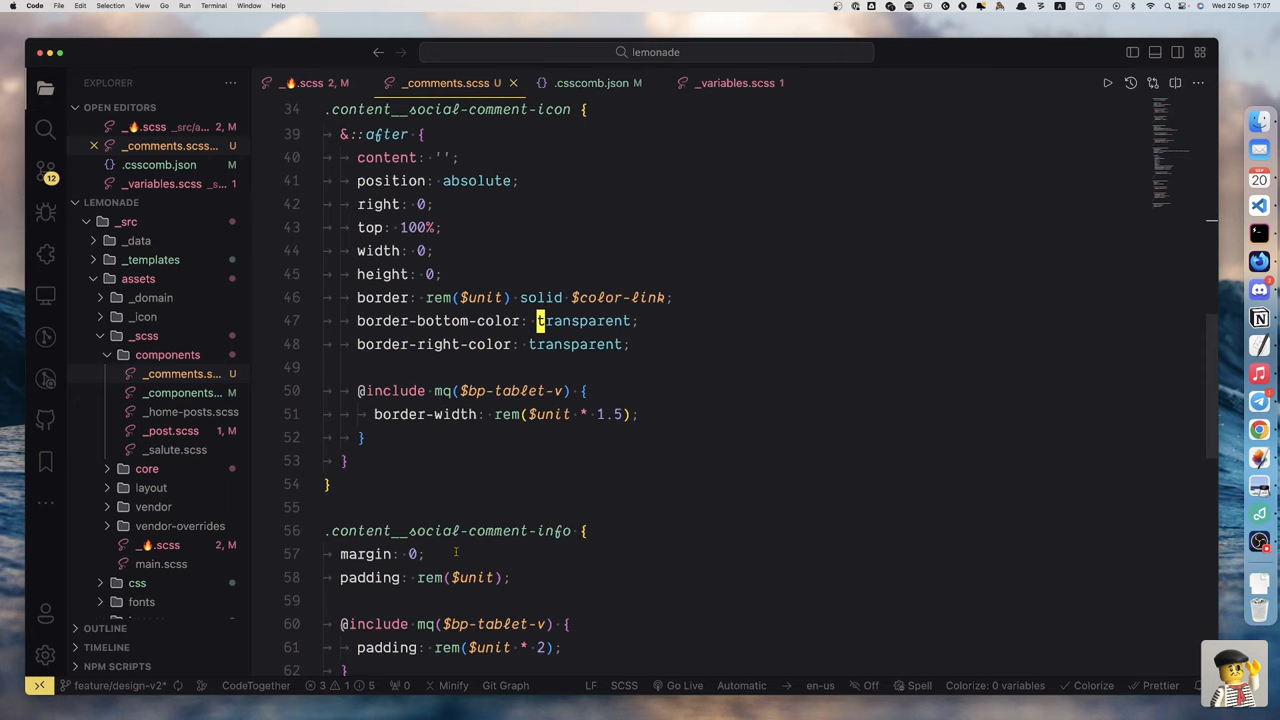 Code File Edit Selection View Go Run Terminal Window Help
Wed 20 Sep 17:07
lemonade
EXPLORER
_🔥.scss 2, M
_comments.scss U
.csscomb.json M
_variables.scss 1
OPEN EDITORS
_🔥.scss _src/a... 2, M
_comments.scss... U
.csscomb.json M
_variables.scss _s... 1
LEMONADE
_src
_data
_templates
assets
_domain
_icon
_scss
components
_comments.s... U
_components... M
_home-posts.scss
_post.scss 1, M
_salute.scss
core
layout
vendor
vendor-overrides
_🔥.scss 2, M
main.scss
css
fonts
OUTLINE
TIMELINE
NPM SCRIPTS
12
34 .content__social-comment-icon {
39 &::after {
40 content: '';
41 position: absolute;
42 right: 0;
43 top: 100%;
44 width: 0;
45 height: 0;
46 border: rem($unit) solid $color-link;
47 border-bottom-color: transparent;
48 border-right-color: transparent;
49
50 @include mq($bp-tablet-v) {
51 border-width: rem($unit * 1.5);
52 }
53 }
54 }
55
56 .content__social-comment-info {
57 margin: 0;
58 padding: rem($unit);
59
60 @include mq($bp-tablet-v) {
61 padding: rem($unit * 2);
62 }
feature/design-v2* CodeTogether 3 1 5 0 Minify Git Graph LF SCSS Go Live Automatic en-us Off Spell Colorize: 0 variables Colorize Prettier
SEP
20